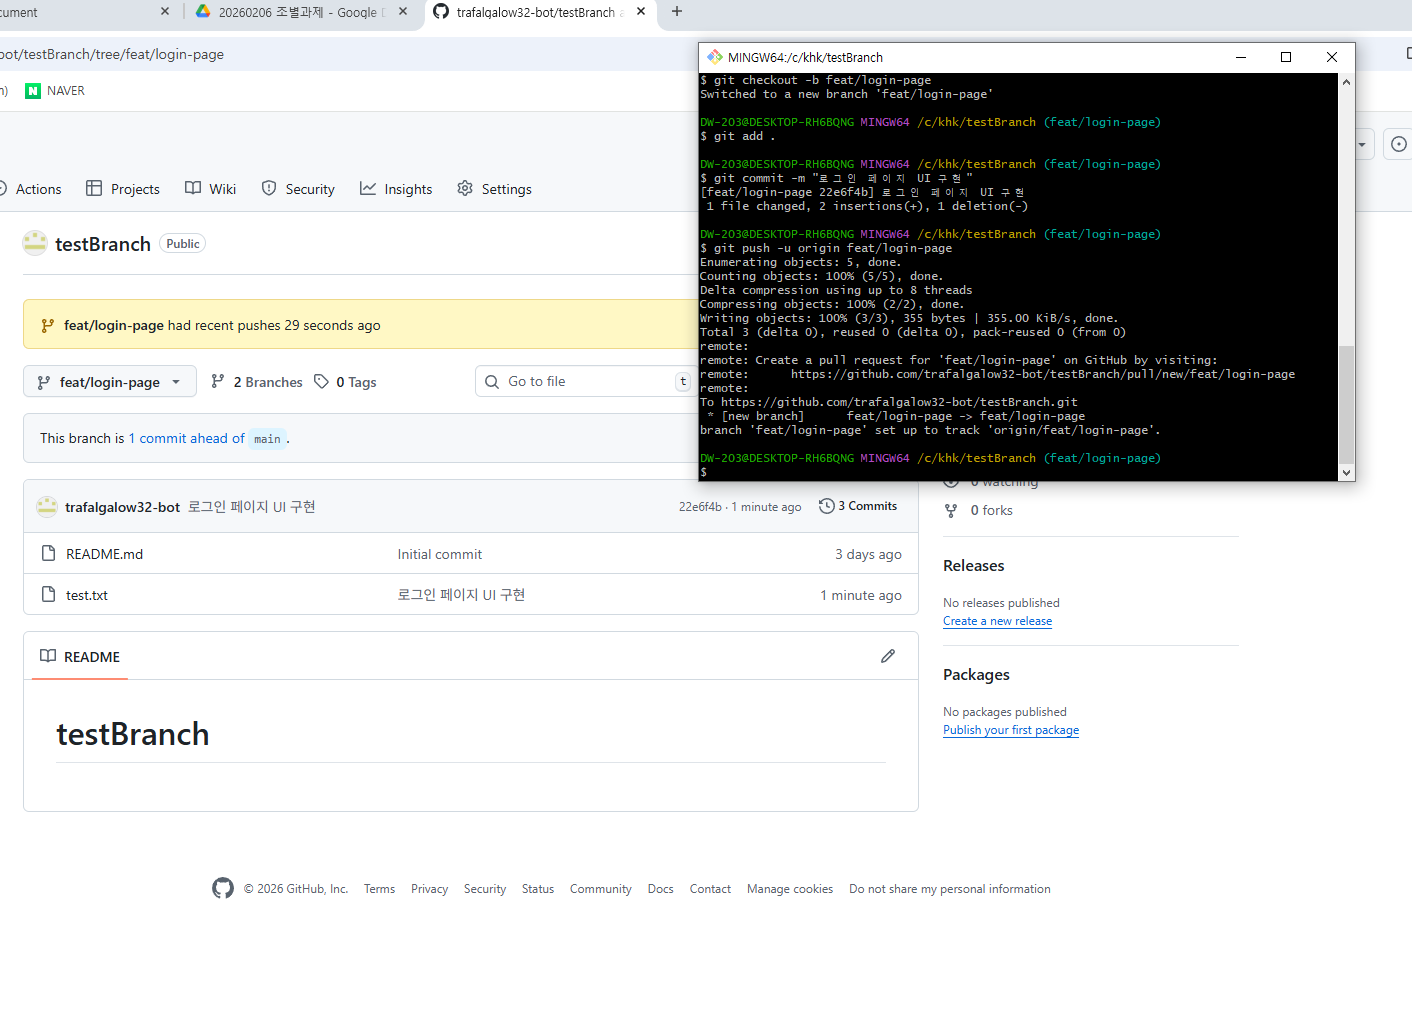 cument
20260206 조별과제 - Google D
trafalgalow32-bot/testBranch a
bot/testBranch/tree/feat/login-page
NAVER
Actions
Projects
Wiki
Security
Insights
Settings
testBranch
Public
feat/login-page had recent pushes 29 seconds ago
feat/login-page
2 Branches
0 Tags
Go to file
t
This branch is 1 commit ahead of main .
trafalgalow32-bot 로그인 페이지 UI 구현
22e6f4b · 1 minute ago
3 Commits
README.md
Initial commit
3 days ago
test.txt
로그인 페이지 UI 구현
1 minute ago
README
testBranch
MINGW64:/c/khk/testBranch
$ git checkout -b feat/login-page
Switched to a new branch 'feat/login-page'
DW-203@DESKTOP-RH6BQNG MINGW64 /c/khk/testBranch (feat/login-page)
$ git add .
DW-203@DESKTOP-RH6BQNG MINGW64 /c/khk/testBranch (feat/login-page)
$ git commit -m "로그인 페이지 UI 구현"
[feat/login-page 22e6f4b] 로그인 페이지 UI 구현
1 file changed, 2 insertions(+), 1 deletion(-)
DW-203@DESKTOP-RH6BQNG MINGW64 /c/khk/testBranch (feat/login-page)
$ git push -u origin feat/login-page
Enumerating objects: 5, done.
Counting objects: 100% (5/5), done.
Delta compression using up to 8 threads
Compressing objects: 100% (2/2), done.
Writing objects: 100% (3/3), 355 bytes | 355.00 KiB/s, done.
Total 3 (delta 0), reused 0 (delta 0), pack-reused 0 (from 0)
remote:
remote: Create a pull request for 'feat/login-page' on GitHub by visiting:
remote: https://github.com/trafalgalow32-bot/testBranch/pull/new/feat/login-page
remote:
To https://github.com/trafalgalow32-bot/testBranch.git
* [new branch] feat/login-page -> feat/login-page
branch 'feat/login-page' set up to track 'origin/feat/login-page'.
DW-203@DESKTOP-RH6BQNG MINGW64 /c/khk/testBranch (feat/login-page)
$
0 watching
0 forks
Releases
No releases published
Create a new release
Packages
No packages published
Publish your first package
© 2026 GitHub, Inc.
Terms
Privacy
Security
Status
Community
Docs
Contact
Manage cookies
Do not share my personal information